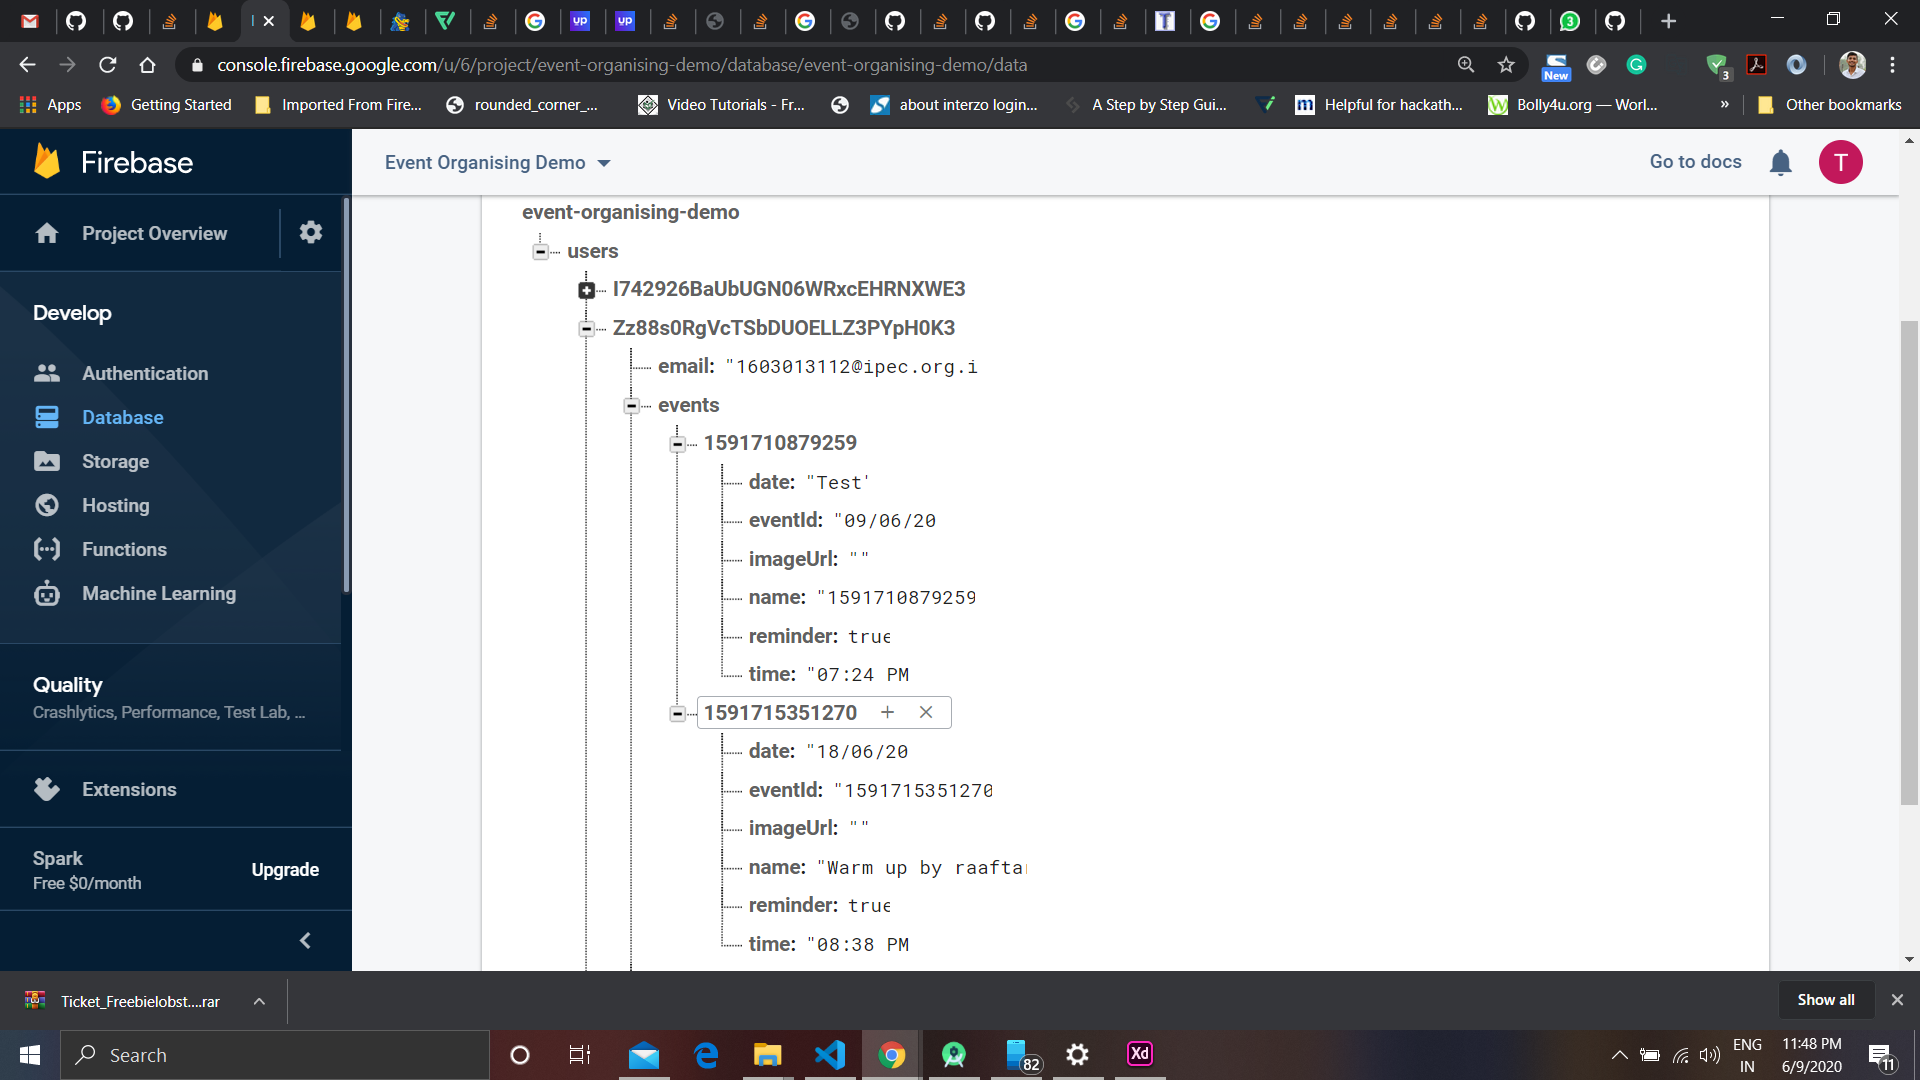 console.firebase.google.com/u/6/project/event-organising-demo/database/event-organising-demo/data
New
3
Apps Getting Started Imported From Fire... rounded_corner_... Video Tutorials - Fr... about interzo login... A Step by Step Gui... Helpful for hackath... Bolly4u.org — Worl... » Other bookmarks
Firebase
Event Organising Demo
Go to docs
T
Project Overview
Develop
Authentication
Database
Storage
Hosting
Functions
Machine Learning
Quality
Crashlytics, Performance, Test Lab, ...
Extensions
Spark
Free $0/month
Upgrade
event-organising-demo
users
I742926BaUbUGN06WRxcEHRNXWE3
Zz88s0RgVcTSbDUOELLZ3PYpH0K3
email: "1603013112@ipec.org.i
events
1591710879259
date: "Test'
eventId: "09/06/20
imageUrl: ""
name: "1591710879259
reminder: true
time: "07:24 PM
1591715351270
date: "18/06/20
eventId: "1591715351270
imageUrl: ""
name: "Warm up by raaftar
reminder: true
time: "08:38 PM
Ticket_Freebielobst....rar
Show all
Search
Xd
82
ENG
IN
11:48 PM
6/9/2020
11